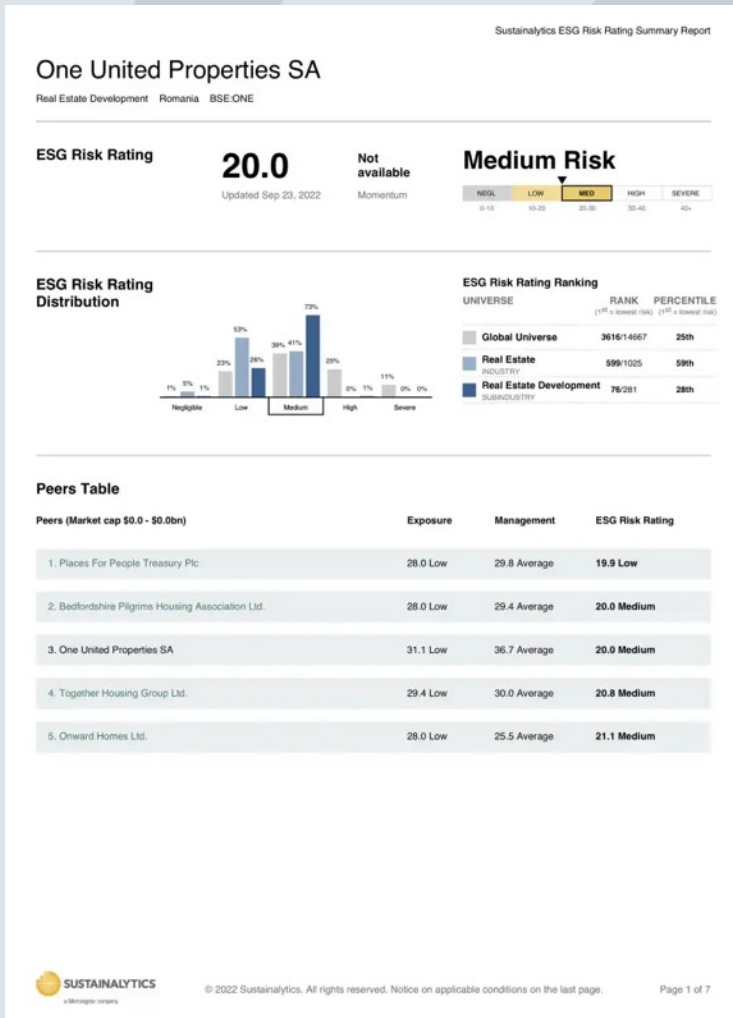 Sustainalytics ESG Risk Rating Summary Report
One United Properties SA
Real Estate Development Romania BSE:ONE
ESG Risk Rating
20.0
Updated Sep 23, 2022
Not
available
Momentum
Medium Risk
NEGL LOW MED HIGH SEVERE
0-10 10-20 20-30 30-40 40+
ESG Risk Rating
Distribution
1% 5% 1%
23% 53% 26%
39% 41% 73%
25% 0% 1%
11% 0% 0%
Negligible Low Medium High Severe
ESG Risk Rating Ranking
UNIVERSE RANK PERCENTILE
(1st = lowest risk) (1st = lowest risk)
Global Universe 3616/14667 25th
Real Estate 599/1025 59th
INDUSTRY
Real Estate Development 76/281 28th
SUBINDUSTRY
Peers Table
Peers (Market cap $0.0 - $0.0bn) Exposure Management ESG Risk Rating
1. Places For People Treasury Plc 28.0 Low 29.8 Average 19.9 Low
2. Bedfordshire Pilgrims Housing Association Ltd. 28.0 Low 29.4 Average 20.0 Medium
3. One United Properties SA 31.1 Low 36.7 Average 20.0 Medium
4. Together Housing Group Ltd. 29.4 Low 30.0 Average 20.8 Medium
5. Onward Homes Ltd. 28.0 Low 25.5 Average 21.1 Medium
SUSTAINALYTICS
a Morningstar company
© 2022 Sustainalytics. All rights reserved. Notice on applicable conditions on the last page.
Page 1 of 7